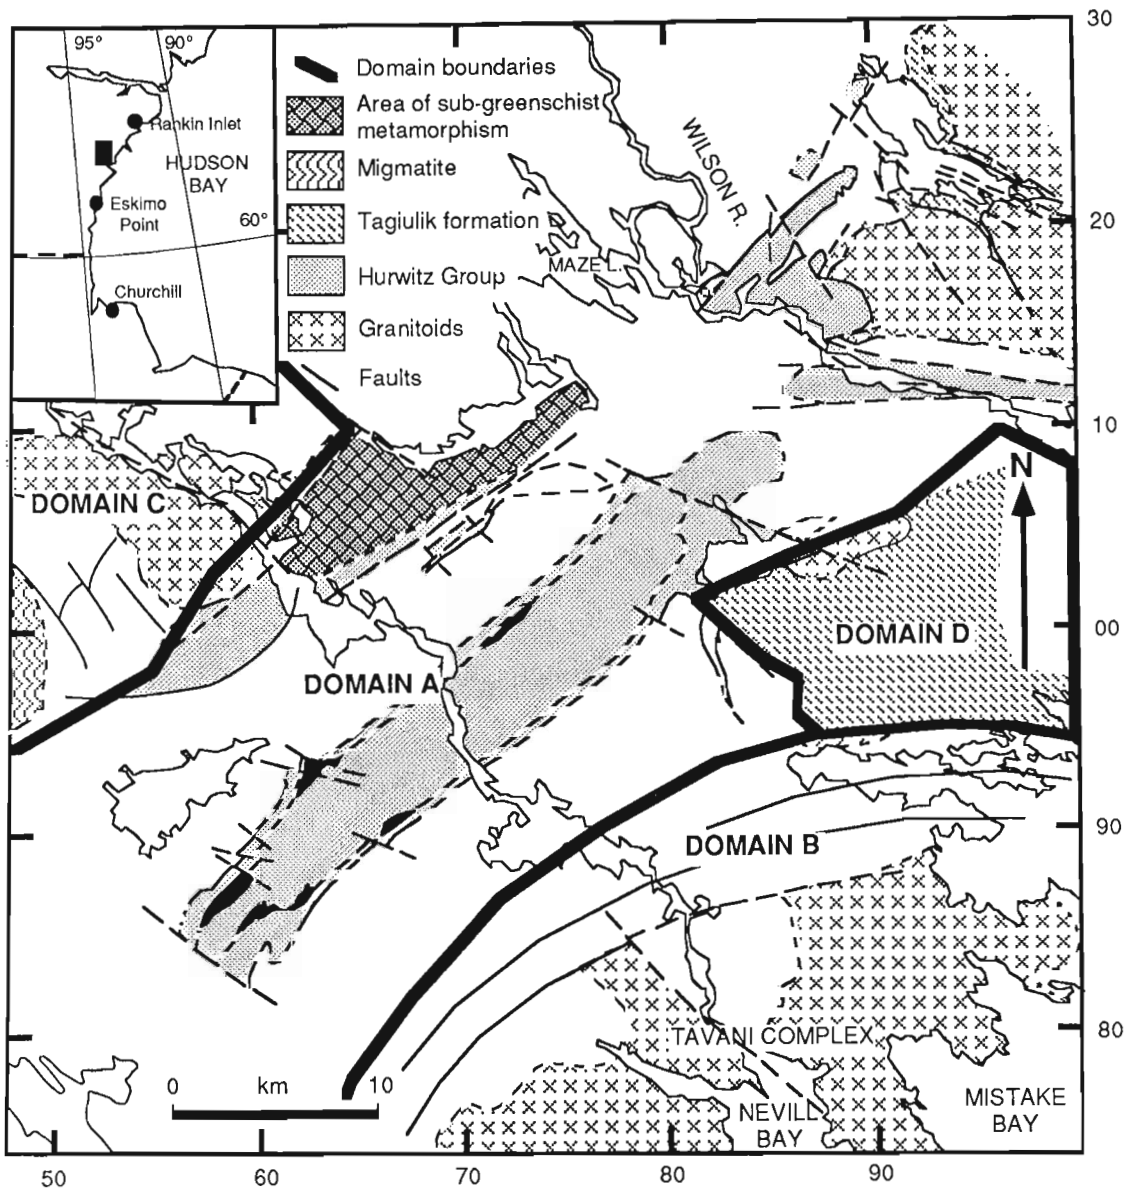 95°
90°
Rankin Inlet
HUDSON
BAY
Eskimo
Point
60°
Churchill
Domain boundaries
Area of sub-greenschist
metamorphism
Migmatite
Tagiulik formation
Hurwitz Group
Granitoids
Faults
WILSON R.
MAZE L.
30
20
10
00
90
80
N
DOMAIN C
DOMAIN D
DOMAIN A
DOMAIN B
TAVANI COMPLEX
MISTAKE
BAY
NEVILL
BAY
0 km 10
50 60 70 80 90